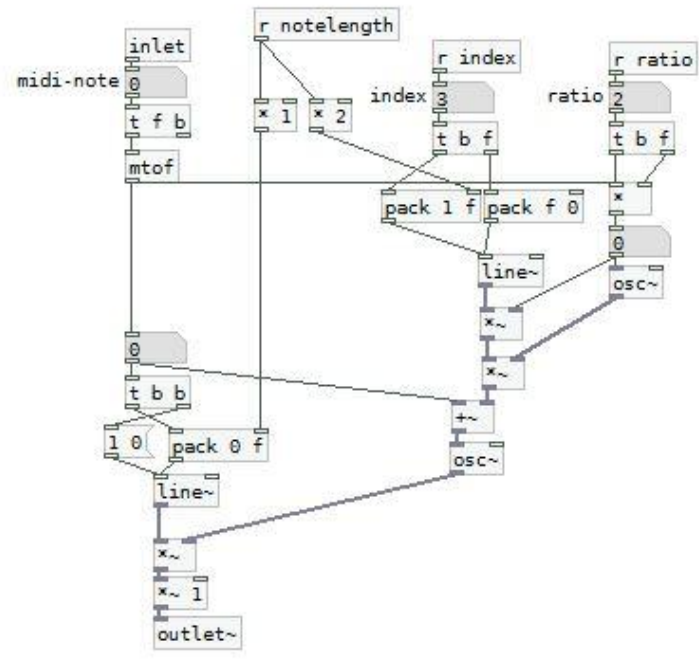 r notelength
inlet
r index
r ratio
midi-note 0
index 3
ratio 2
* 1
* 2
t f b
t b f
t b f
mtof
pack 1 f
pack f 0
*
0
line~
osc~
*~
0
*~
t b b
+~
1 0
pack 0 f
osc~
line~
*~
*~ 1
outlet~